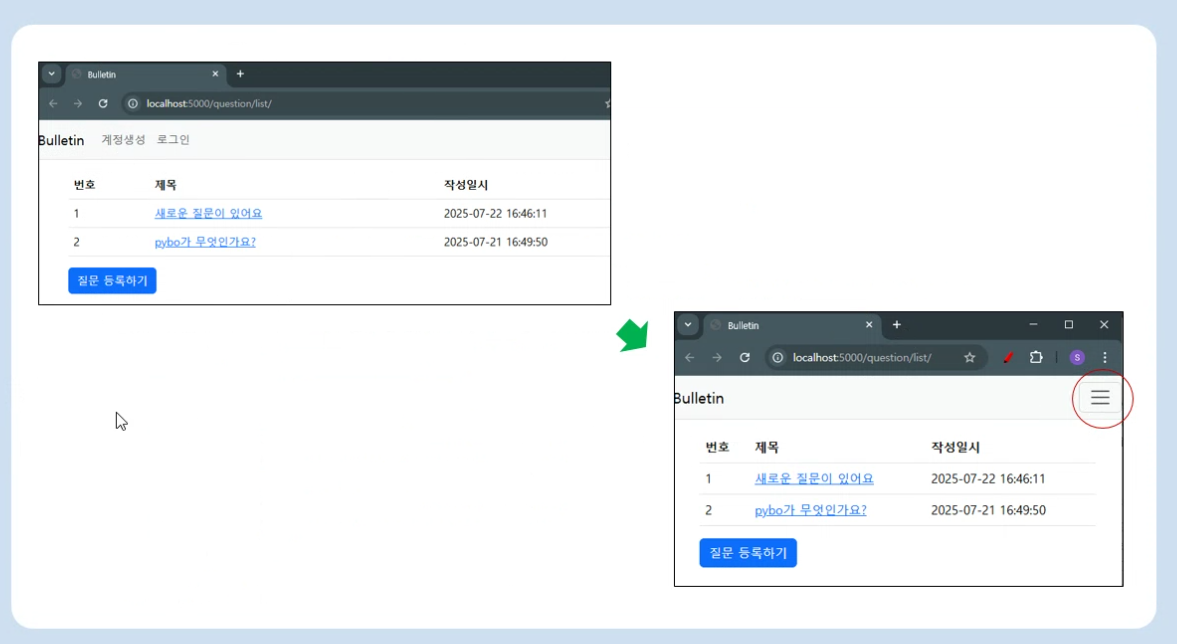 Bulletin
localhost:5000/question/list/
Bulletin 계정생성 로그인
번호 제목 작성일시
1 새로운 질문이 있어요 2025-07-22 16:46:11
2 pybo가 무엇인가요? 2025-07-21 16:49:50
질문 등록하기
Bulletin
localhost:5000/question/list/
S
Bulletin
번호 제목 작성일시
1 새로운 질문이 있어요 2025-07-22 16:46:11
2 pybo가 무엇인가요? 2025-07-21 16:49:50
질문 등록하기